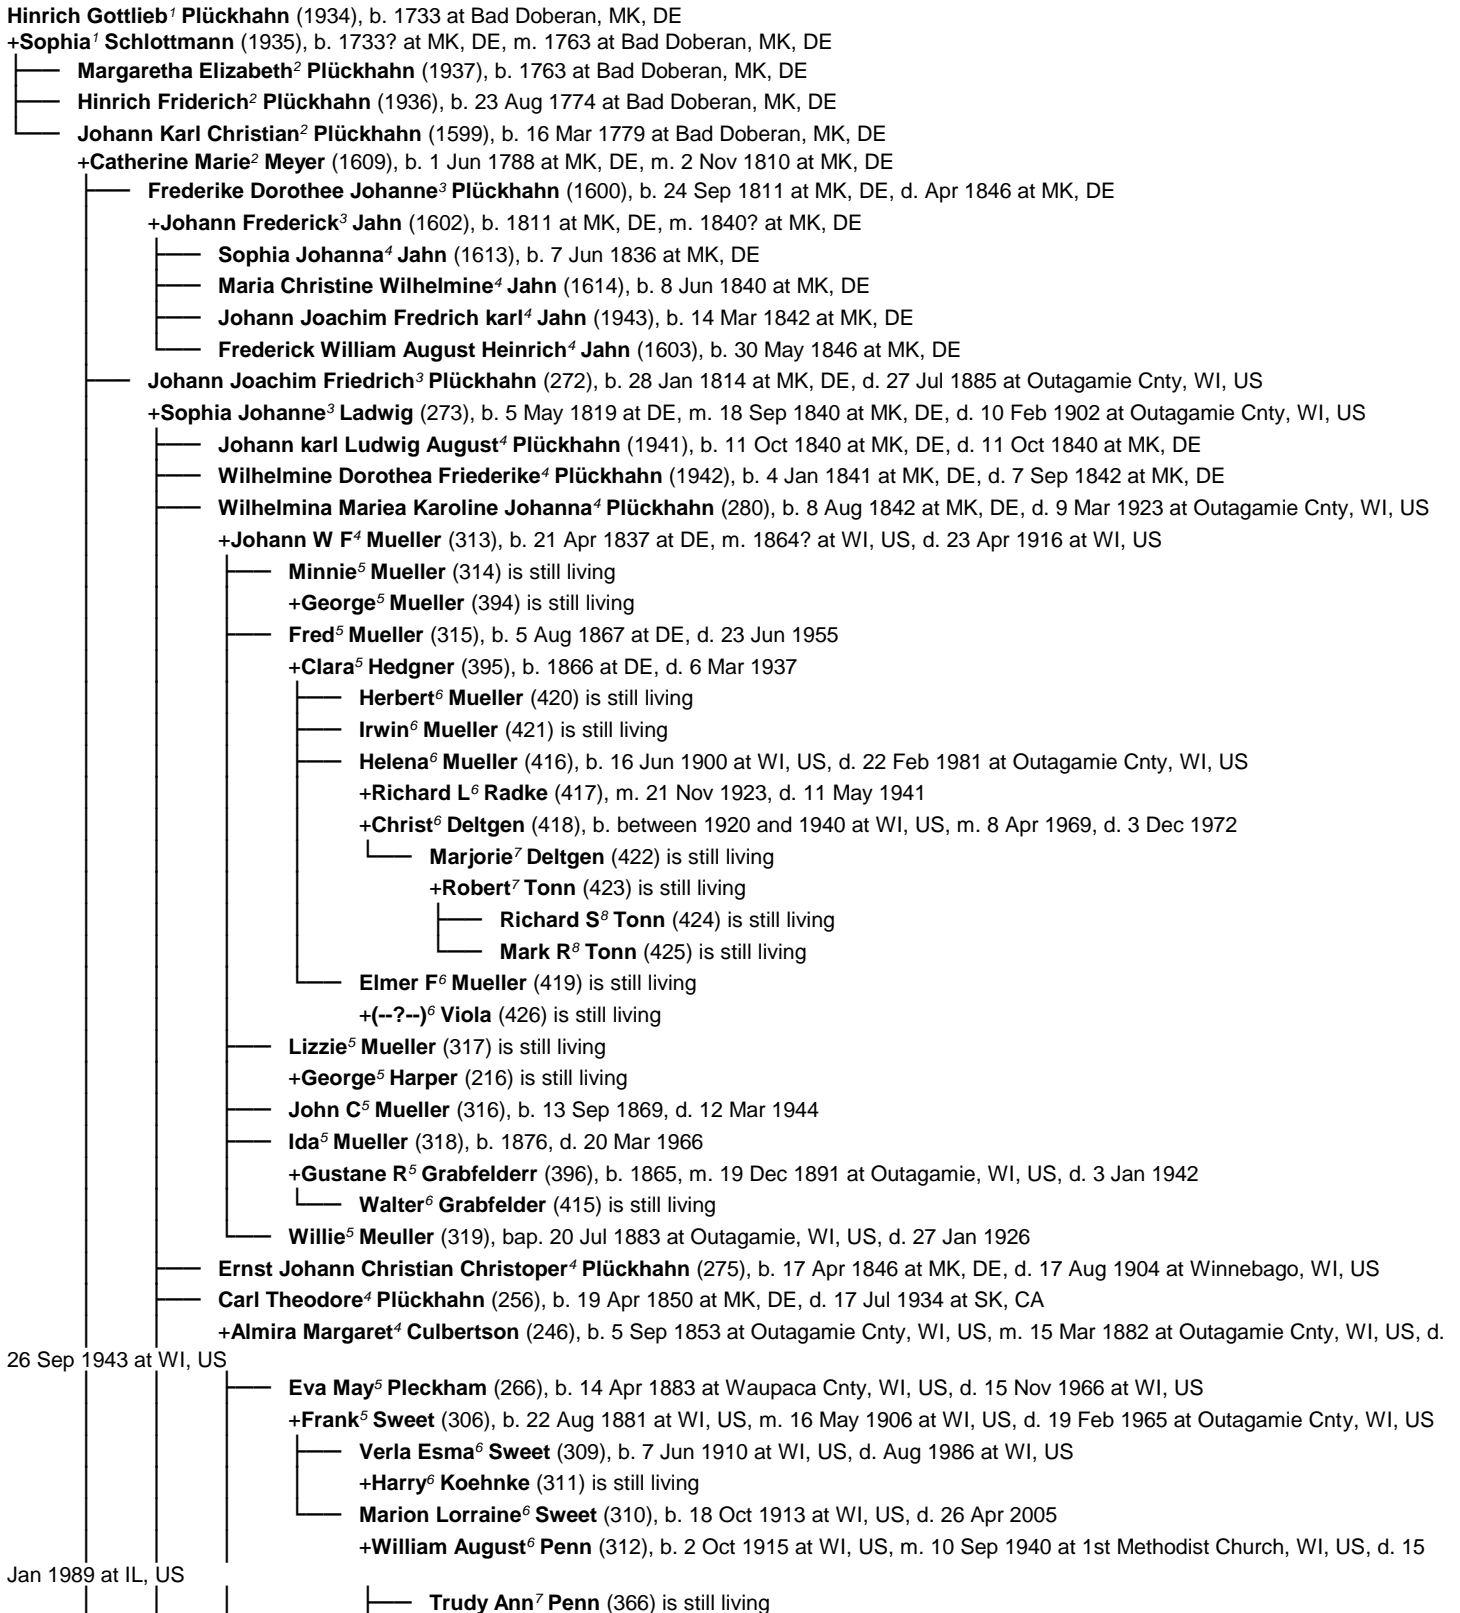 Hinrich Gottlieb¹ Plückhahn (1934), b. 1733 at Bad Doberan, MK, DE
+Sophia¹ Schlottmann (1935), b. 1733? at MK, DE, m. 1763 at Bad Doberan, MK, DE
Margaretha Elizabeth² Plückhahn (1937), b. 1763 at Bad Doberan, MK, DE
Hinrich Friderich² Plückhahn (1936), b. 23 Aug 1774 at Bad Doberan, MK, DE
Johann Karl Christian² Plückhahn (1599), b. 16 Mar 1779 at Bad Doberan, MK, DE
+Catherine Marie² Meyer (1609), b. 1 Jun 1788 at MK, DE, m. 2 Nov 1810 at MK, DE
Frederike Dorothee Johanne³ Plückhahn (1600), b. 24 Sep 1811 at MK, DE, d. Apr 1846 at MK, DE
+Johann Frederick³ Jahn (1602), b. 1811 at MK, DE, m. 1840? at MK, DE
Sophia Johanna⁴ Jahn (1613), b. 7 Jun 1836 at MK, DE
Maria Christine Wilhelmine⁴ Jahn (1614), b. 8 Jun 1840 at MK, DE
Johann Joachim Fredrich karl⁴ Jahn (1943), b. 14 Mar 1842 at MK, DE
Frederick William August Heinrich⁴ Jahn (1603), b. 30 May 1846 at MK, DE
Johann Joachim Friedrich³ Plückhahn (272), b. 28 Jan 1814 at MK, DE, d. 27 Jul 1885 at Outagamie Cnty, WI, US
+Sophia Johanne³ Ladwig (273), b. 5 May 1819 at DE, m. 18 Sep 1840 at MK, DE, d. 10 Feb 1902 at Outagamie Cnty, WI, US
Johann karl Ludwig August⁴ Plückhahn (1941), b. 11 Oct 1840 at MK, DE, d. 11 Oct 1840 at MK, DE
Wilhelmine Dorothea Friederike⁴ Plückhahn (1942), b. 4 Jan 1841 at MK, DE, d. 7 Sep 1842 at MK, DE
Wilhelmina Mariea Karoline Johanna⁴ Plückhahn (280), b. 8 Aug 1842 at MK, DE, d. 9 Mar 1923 at Outagamie Cnty, WI, US
+Johann W F⁴ Mueller (313), b. 21 Apr 1837 at DE, m. 1864? at WI, US, d. 23 Apr 1916 at WI, US
Minnie⁵ Mueller (314) is still living
+George⁵ Mueller (394) is still living
Fred⁵ Mueller (315), b. 5 Aug 1867 at DE, d. 23 Jun 1955
+Clara⁵ Hedgner (395), b. 1866 at DE, d. 6 Mar 1937
Herbert⁶ Mueller (420) is still living
Irwin⁶ Mueller (421) is still living
Helena⁶ Mueller (416), b. 16 Jun 1900 at WI, US, d. 22 Feb 1981 at Outagamie Cnty, WI, US
+Richard L⁶ Radke (417), m. 21 Nov 1923, d. 11 May 1941
+Christ⁶ Deltgen (418), b. between 1920 and 1940 at WI, US, m. 8 Apr 1969, d. 3 Dec 1972
Marjorie⁷ Deltgen (422) is still living
+Robert⁷ Tonn (423) is still living
Richard S⁸ Tonn (424) is still living
Mark R⁸ Tonn (425) is still living
Elmer F⁶ Mueller (419) is still living
+(--?--)⁶ Viola (426) is still living
Lizzie⁵ Mueller (317) is still living
+George⁵ Harper (216) is still living
John C⁵ Mueller (316), b. 13 Sep 1869, d. 12 Mar 1944
Ida⁵ Mueller (318), b. 1876, d. 20 Mar 1966
+Gustane R⁵ Grabfelderr (396), b. 1865, m. 19 Dec 1891 at Outagamie, WI, US, d. 3 Jan 1942
Walter⁶ Grabfelder (415) is still living
Willie⁵ Meuller (319), bap. 20 Jul 1883 at Outagamie, WI, US, d. 27 Jan 1926
Ernst Johann Christian Christoper⁴ Plückhahn (275), b. 17 Apr 1846 at MK, DE, d. 17 Aug 1904 at Winnebago, WI, US
Carl Theodore⁴ Plückhahn (256), b. 19 Apr 1850 at MK, DE, d. 17 Jul 1934 at SK, CA
+Almira Margaret⁴ Culbertson (246), b. 5 Sep 1853 at Outagamie Cnty, WI, US, m. 15 Mar 1882 at Outagamie Cnty, WI, US, d.
26 Sep 1943 at WI, US
Eva May⁵ Pleckham (266), b. 14 Apr 1883 at Waupaca Cnty, WI, US, d. 15 Nov 1966 at WI, US
+Frank⁵ Sweet (306), b. 22 Aug 1881 at WI, US, m. 16 May 1906 at WI, US, d. 19 Feb 1965 at Outagamie Cnty, WI, US
Verla Esma⁶ Sweet (309), b. 7 Jun 1910 at WI, US, d. Aug 1986 at WI, US
+Harry⁶ Koehnke (311) is still living
Marion Lorraine⁶ Sweet (310), b. 18 Oct 1913 at WI, US, d. 26 Apr 2005
+William August⁶ Penn (312), b. 2 Oct 1915 at WI, US, m. 10 Sep 1940 at 1st Methodist Church, WI, US, d. 15
Jan 1989 at IL, US
Trudy Ann⁷ Penn (366) is still living